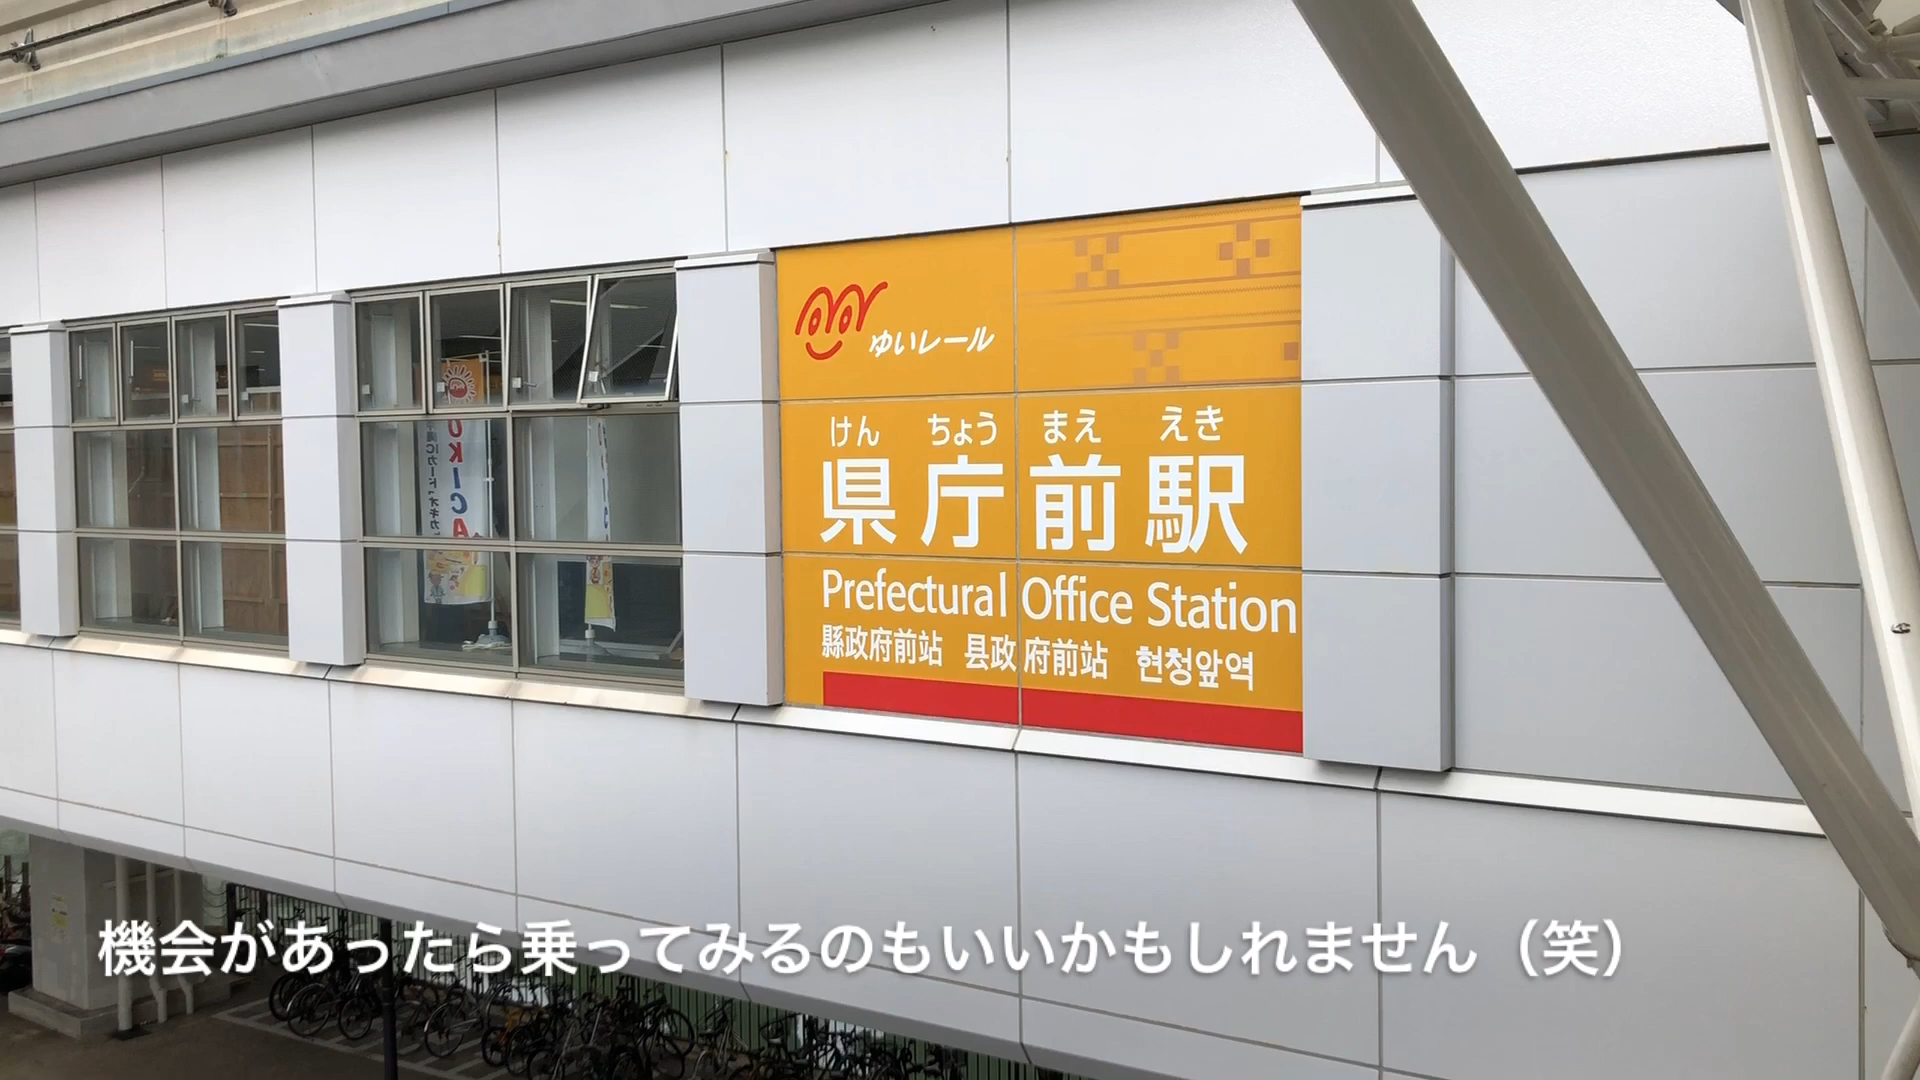 ゆいレール
けん ちょう まえ えき
県庁前駅
Prefectural Office Station
縣政府前站 县政府前站 현청앞역
OKICA
機会があったら乗ってみるのもいいかもしれません（笑）